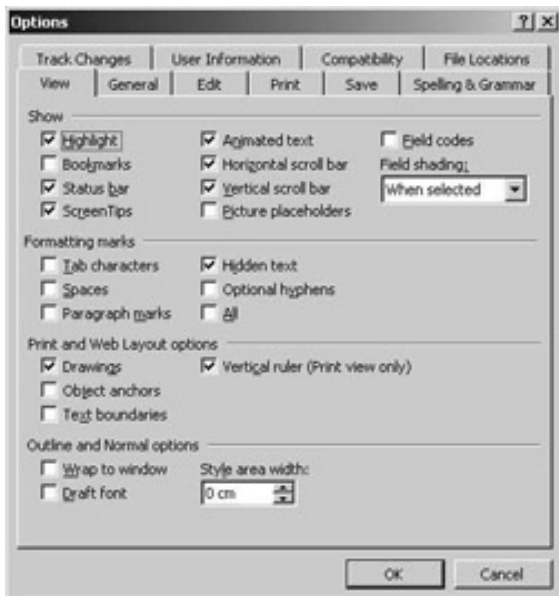 Options
Track Changes User Information Compatibility File Locations
View General Edit Print Save Spelling & Grammar
Show
Highlight Animated text Field codes
Bookmarks Horizontal scroll bar Field shading:
Status bar Vertical scroll bar When selected
ScreenTips Picture placeholders
Formatting marks
Tab characters Hidden text
Spaces Optional hyphens
Paragraph marks All
Print and Web Layout options
Drawings Vertical ruler (Print view only)
Object anchors
Text boundaries
Outline and Normal options
Wrap to window Style area width:
Draft font 0 cm
OK Cancel